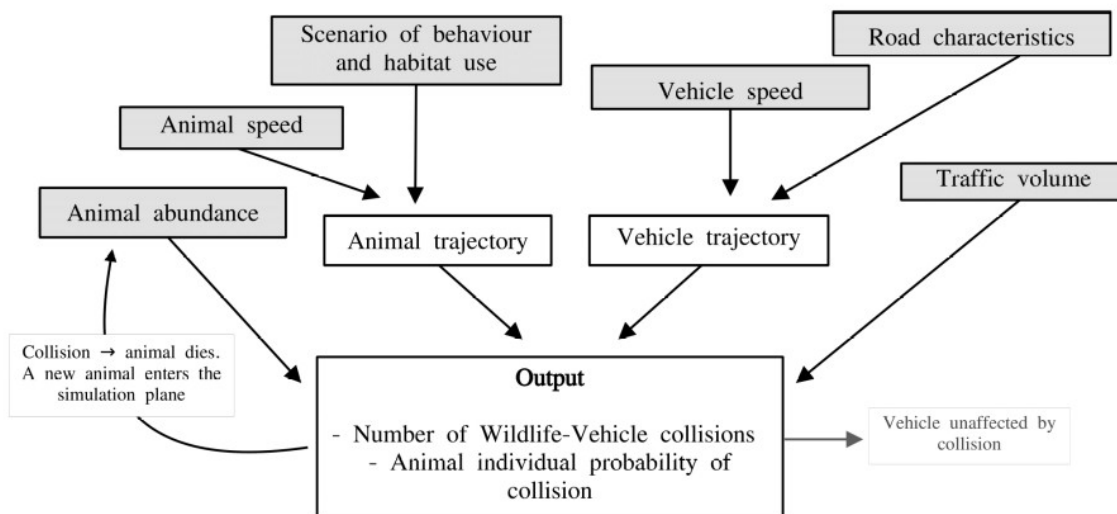 Scenario of behaviour
and habitat use
Road characteristics
Vehicle speed
Animal speed
Traffic volume
Animal abundance
Animal trajectory
Vehicle trajectory
Collision → animal dies.
A new animal enters the
simulation plane
Output
- Number of Wildlife-Vehicle collisions
- Animal individual probability of
collision
Vehicle unaffected by
collision